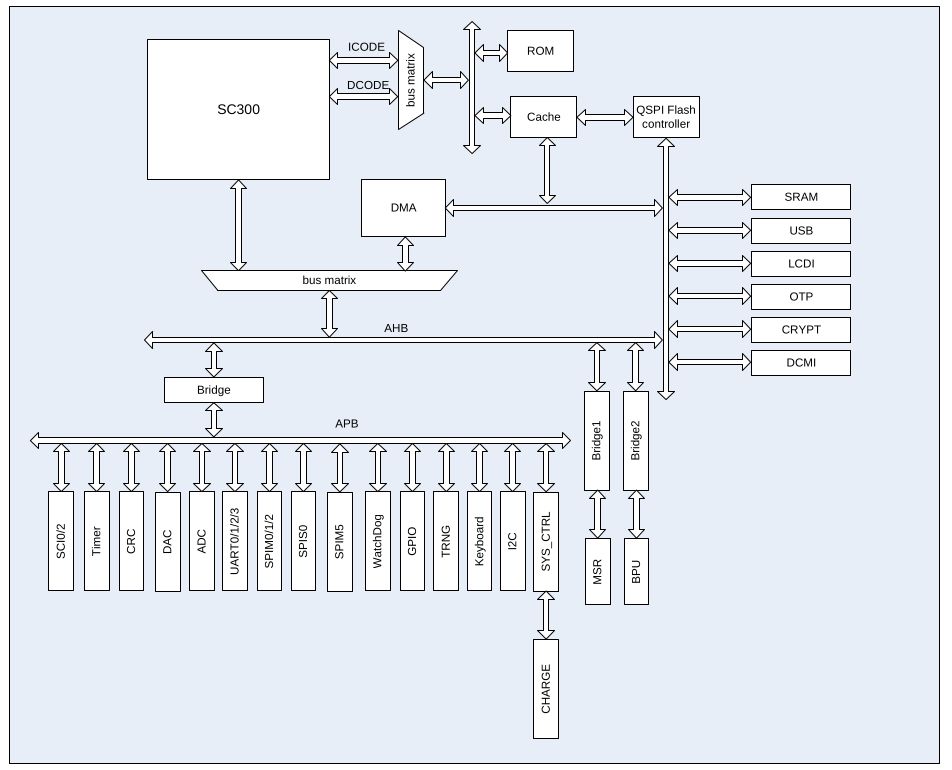 ICODE
DCODE
SC300
bus matrix
ROM
Cache
QSPI Flash
controller
DMA
SRAM
USB
LCDI
OTP
CRYPT
DCMI
bus matrix
AHB
Bridge
APB
Bridge1
Bridge2
SCI0/2
Timer
CRC
DAC
ADC
UART0/1/2/3
SPIM0/1/2
SPIS0
SPIM5
WatchDog
GPIO
TRNG
Keyboard
I2C
SYS_CTRL
MSR
BPU
CHARGE